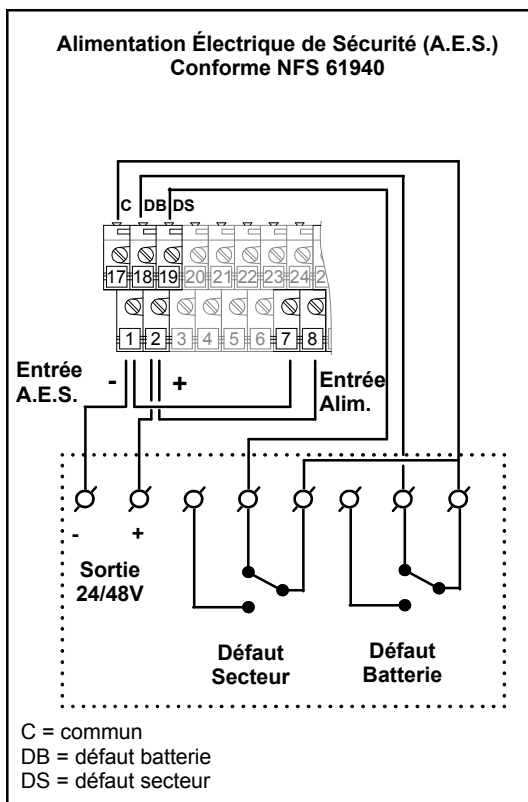 Alimentation Électrique de Sécurité (A.E.S.)
Conforme NFS 61940
C DB DS
17 18 19 20 21 22 23 24 2
1 2 3 4 5 6 7 8
Entrée
A.E.S.
- +
Entrée
Alim.
- +
Sortie
24/48V
Défaut
Secteur
Défaut
Batterie
C = commun
DB = défaut batterie
DS = défaut secteur